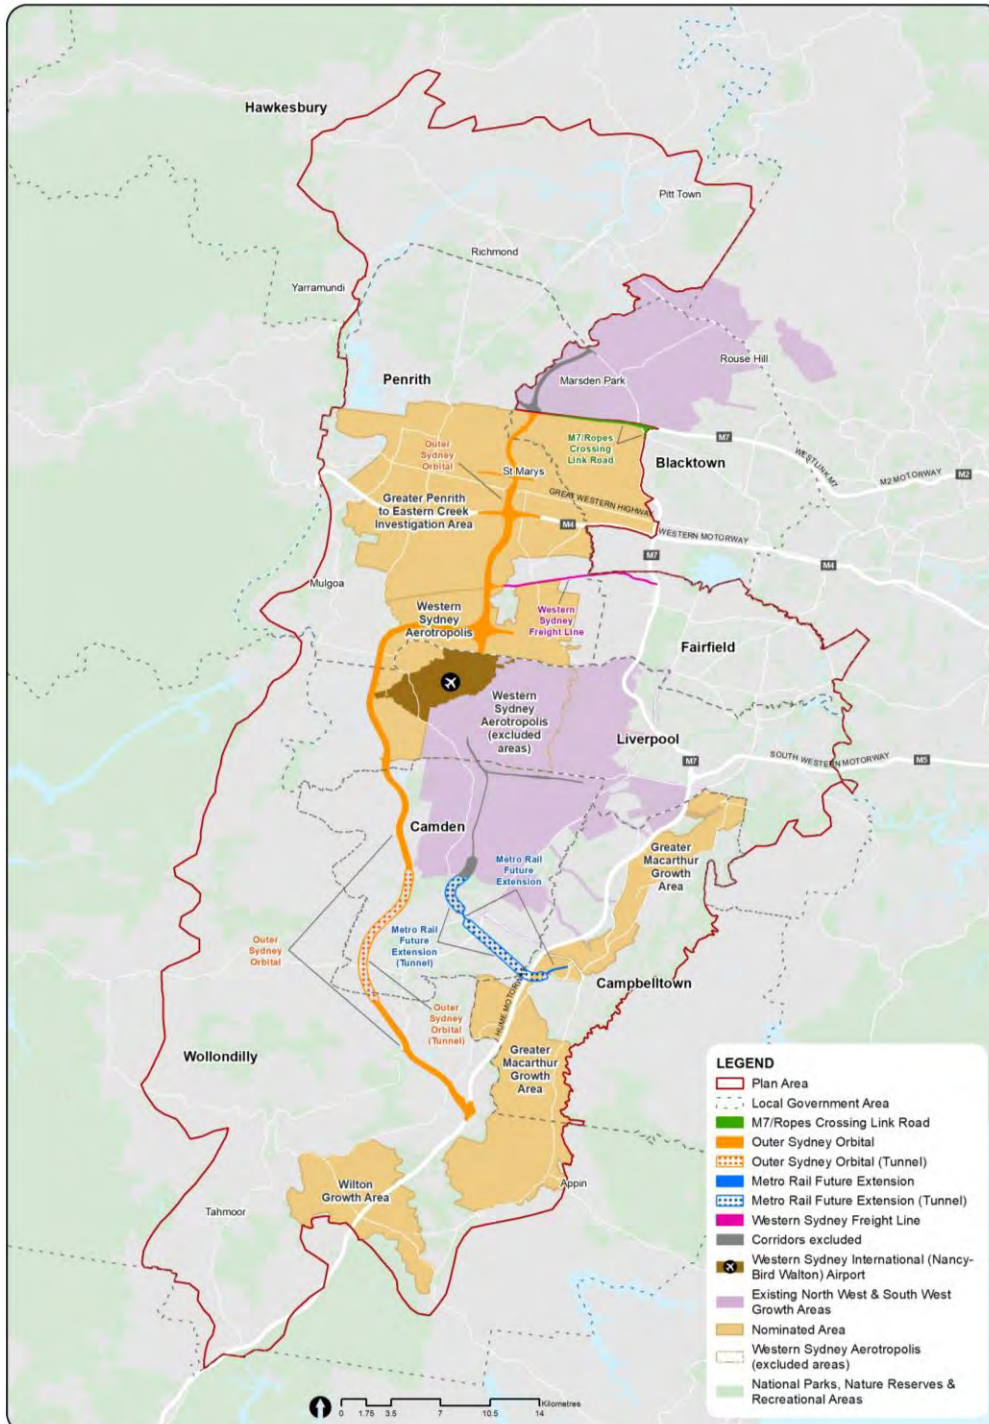 Hawkesbury
Pitt Town
Richmond
Yarramundi
Rouse Hill
Marsden Park
Penrith
M7/Ropes
Crossing
Link Road
M7
Blacktown
WESTLINK M7
M2 MOTORWAY
M2
Outer
Sydney
Orbital
St Marys
Greater Penrith
to Eastern Creek
Investigation Area
GREAT WESTERN HIGHWAY
M4
WESTERN MOTORWAY
M7
M4
Mulgoa
Western
Sydney
Aerotropolis
Western
Sydney
Freight Line
Fairfield
Western
Sydney
Aerotropolis
(excluded
areas)
Liverpool
SOUTH WESTERN MOTORWAY
M5
M7
Camden
Metro Rail
Future
Extension
Greater
Macarthur
Growth
Area
Outer
Sydney
Orbital
Metro Rail
Future
Extension
(Tunnel)
Campbelltown
HUME MOTORWAY
Outer
Sydney
Orbital
(Tunnel)
Wollondilly
Greater
Macarthur
Growth
Area
Wilton
Growth Area
Appin
Tahmoor
LEGEND
Plan Area
Local Government Area
M7/Ropes Crossing Link Road
Outer Sydney Orbital
Outer Sydney Orbital (Tunnel)
Metro Rail Future Extension
Metro Rail Future Extension (Tunnel)
Western Sydney Freight Line
Corridors excluded
Western Sydney International (Nancy-
Bird Walton) Airport
Existing North West & South West
Growth Areas
Nominated Area
Western Sydney Aerotropolis
(excluded areas)
National Parks, Nature Reserves &
Recreational Areas
Kilometres
0 1.75 3.5 7 10.5 14